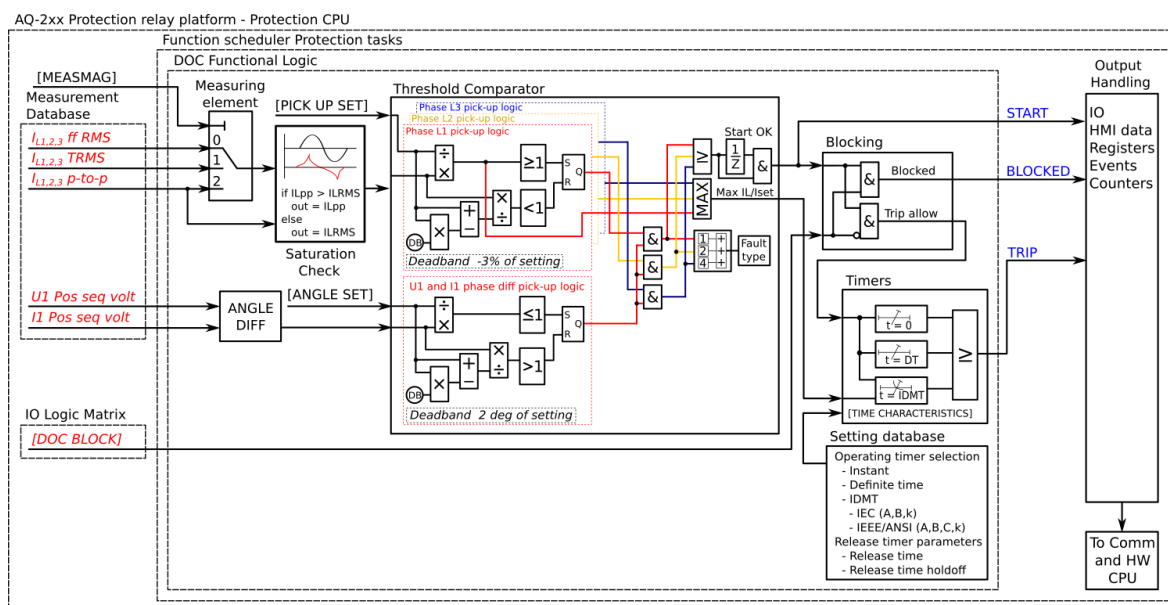 AQ-2xx Protection relay platform - Protection CPU
Function scheduler Protection tasks
DOC Functional Logic
[MEASMAG]
Measurement
Database
IL1,2,3 ff RMS
IL1,2,3 TRMS
IL1,2,3 p-to-p
Measuring
element
0
1
2
[PICK UP SET]
if ILpp > ILRMS
out = ILpp
else
out = ILRMS
Saturation
Check
Threshold Comparator
Phase L3 pick-up logic
Phase L2 pick-up logic
Phase L1 pick-up logic
÷
×
≥1
S
R
Q
×
÷
<1
+
−
DB
×
Deadband -3% of setting
U1 Pos seq volt
I1 Pos seq volt
ANGLE
DIFF
[ANGLE SET]
U1 and I1 phase diff pick-up logic
÷
×
≤1
S
R
Q
×
÷
>1
+
−
DB
×
Deadband 2 deg of setting
&
&
&
≥
MAX
Start OK
1
Z
&
Max IL/Iset
1 +
2 +
4 +
Fault
type
Blocking
&
Blocked
&
Trip allow
Timers
t = 0
t = DT
t = IDMT
≥
[TIME CHARACTERISTICS]
Setting database
Operating timer selection
- Instant
- Definite time
- IDMT
- IEC (A,B,k)
- IEEE/ANSI (A,B,C,k)
Release timer parameters
- Release time
- Release time holdoff
START
BLOCKED
TRIP
Output
Handling
IO
HMI data
Registers
Events
Counters
To Comm
and HW
CPU
IO Logic Matrix
[DOC BLOCK]